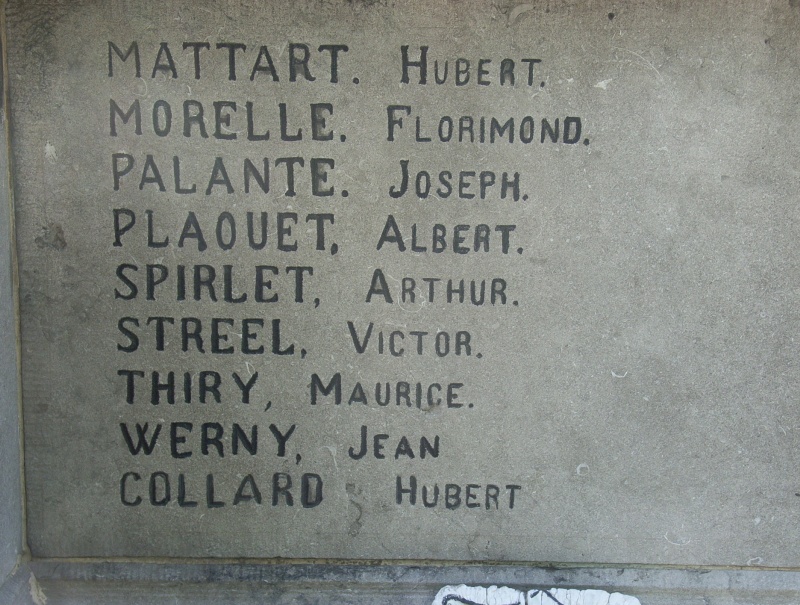 MATTART. HUBERT.
MORELLE. FLORIMOND.
PALANTE. JOSEPH.
PLAQUET, ALBERT.
SPIRLET, ARTHUR.
STREEL, VICTOR.
THIRY, MAURICE.
WERNY, JEAN
COLLARD HUBERT